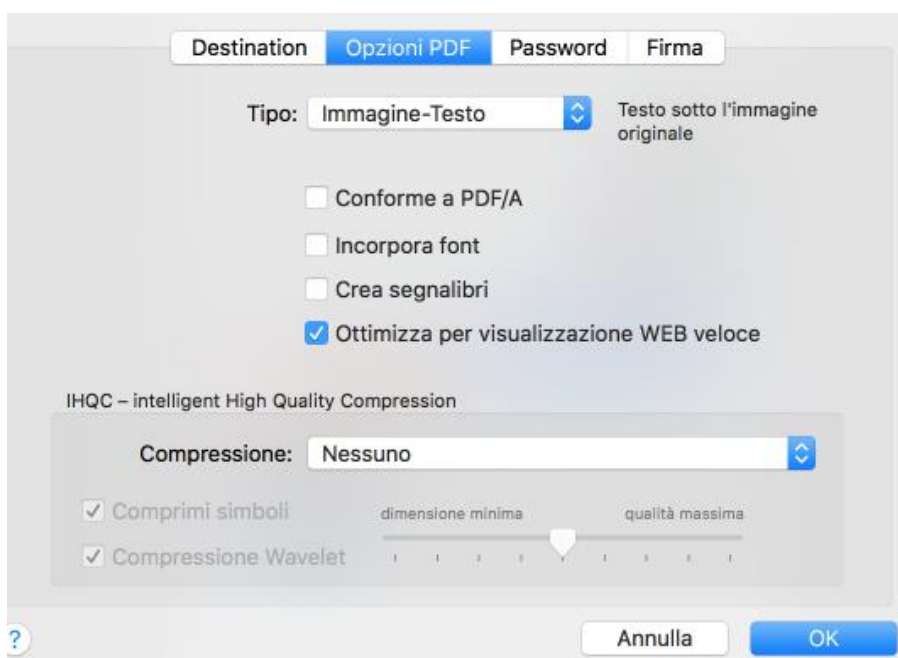 Destination Opzioni PDF Password Firma
Tipo: Immagine-Testo Testo sotto l'immagine
originale
Conforme a PDF/A
Incorpora font
Crea segnalibri
Ottimizza per visualizzazione WEB veloce
IHQC – intelligent High Quality Compression
Compressione: Nessuno
Comprimi simboli dimensione minima qualità massima
Compressione Wavelet
? Annulla OK